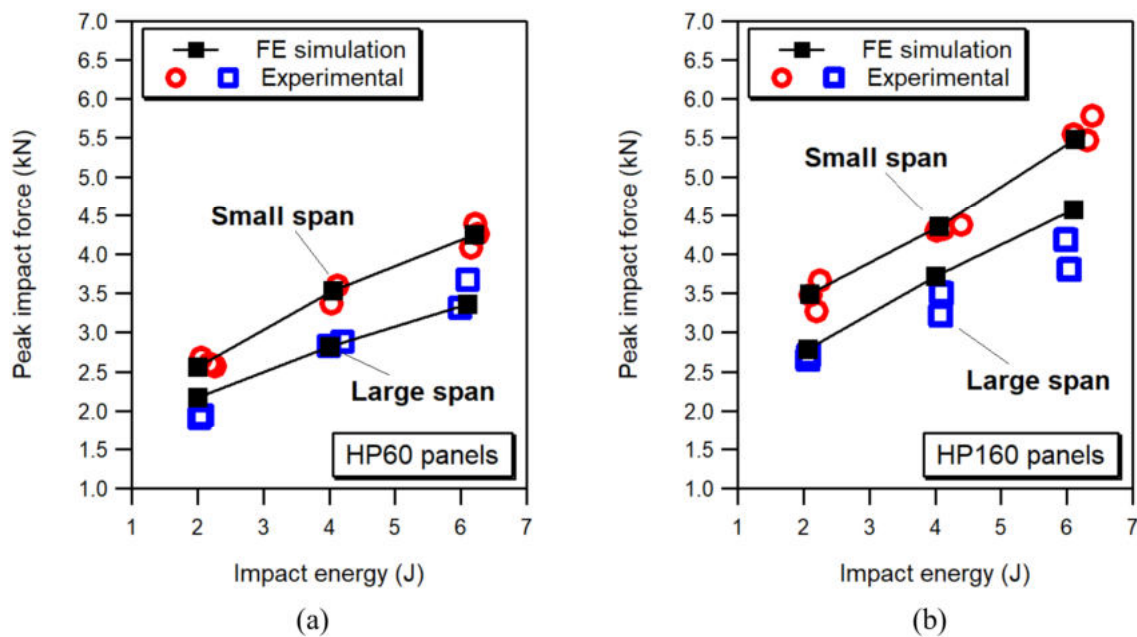 7.0
6.5
6.0
5.5
5.0
4.5
4.0
3.5
3.0
2.5
2.0
1.5
1.0
Peak impact force (kN)
FE simulation
Experimental
Small span
Large span
HP60 panels
1 2 3 4 5 6 7
Impact energy (J)
(a)
7.0
6.5
6.0
5.5
5.0
4.5
4.0
3.5
3.0
2.5
2.0
1.5
1.0
Peak impact force (kN)
FE simulation
Experimental
Small span
Large span
HP160 panels
1 2 3 4 5 6 7
Impact energy (J)
(b)